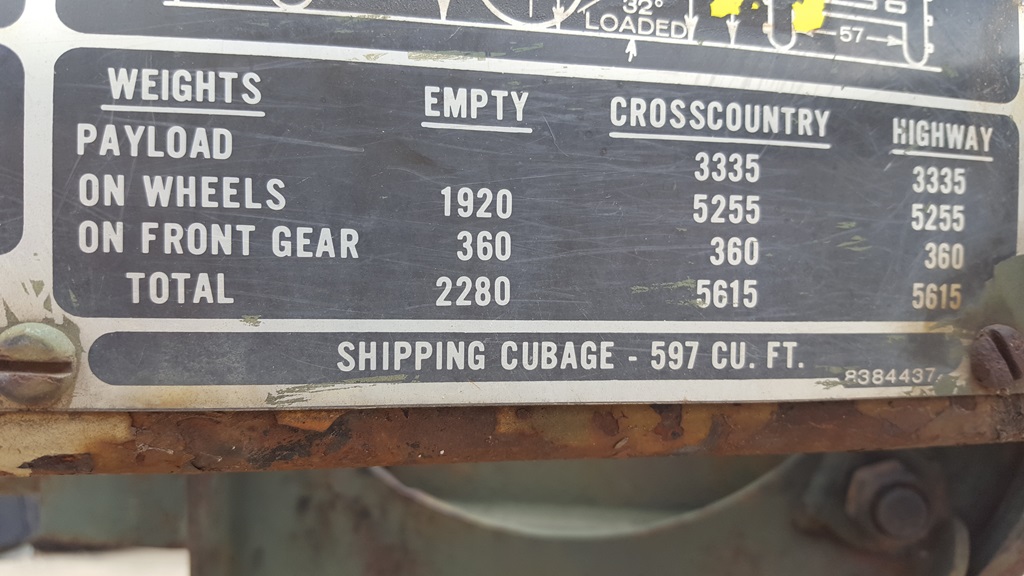 32°
LOADED
57
WEIGHTS EMPTY CROSSCOUNTRY HIGHWAY
PAYLOAD 3335 3335
ON WHEELS 1920 5255 5255
ON FRONT GEAR 360 360 360
TOTAL 2280 5615 5615
SHIPPING CUBAGE - 597 CU. FT.
8384437